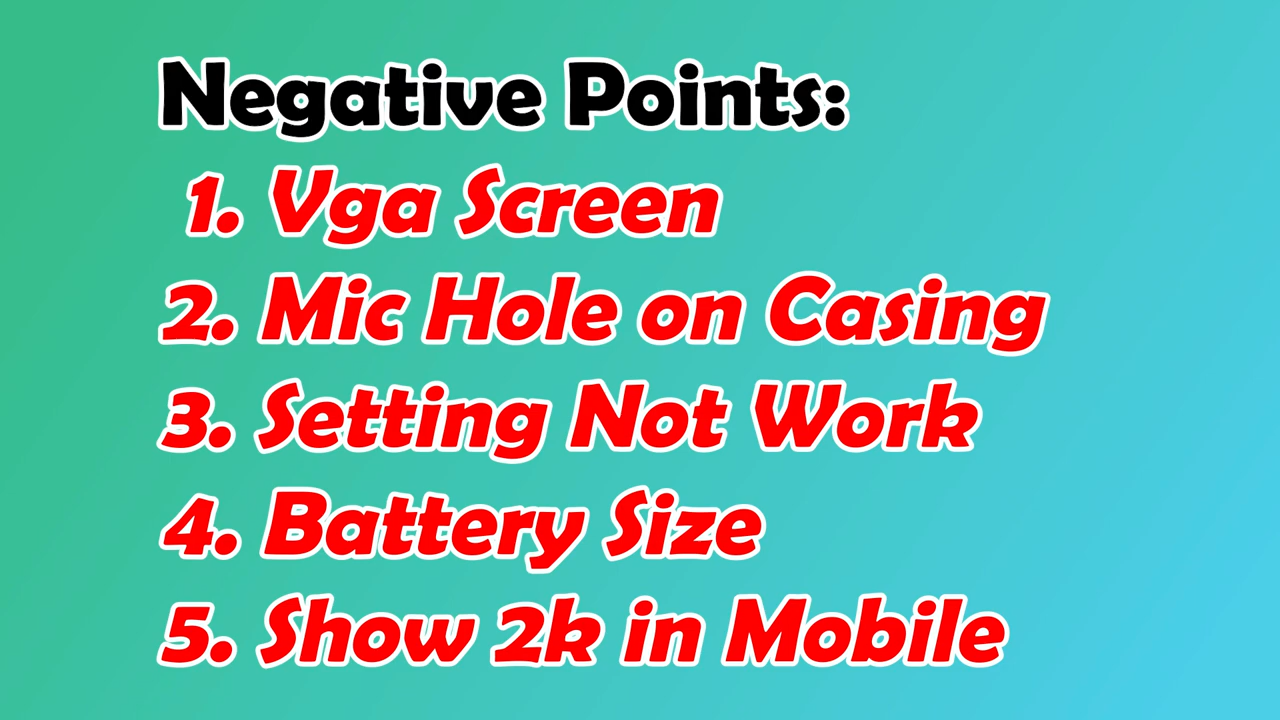 Negative Points:
1. Vga Screen
2. Mic Hole on Casing
3. Setting Not Work
4. Battery Size
5. Show 2k in Mobile